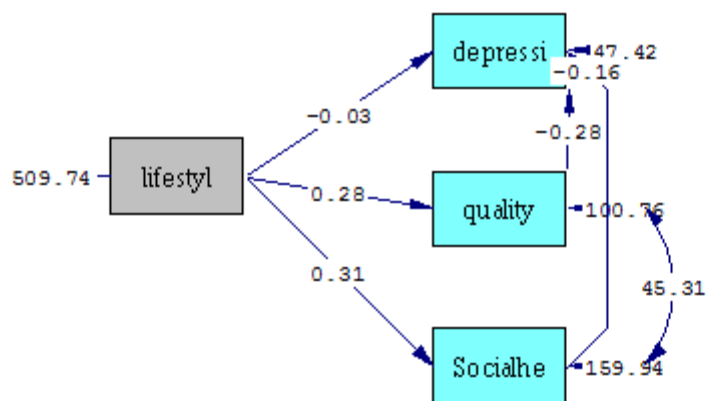 depressi
47.42
-0.16
-0.03
-0.28
509.74
lifestyl
0.28
quality
100.76
0.31
45.31
Socialhe
159.94